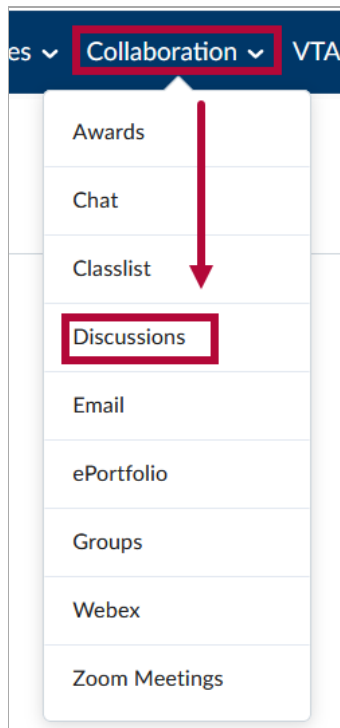 es Collaboration VTA
Awards
Chat
Classlist
Discussions
Email
ePortfolio
Groups
Webex
Zoom Meetings